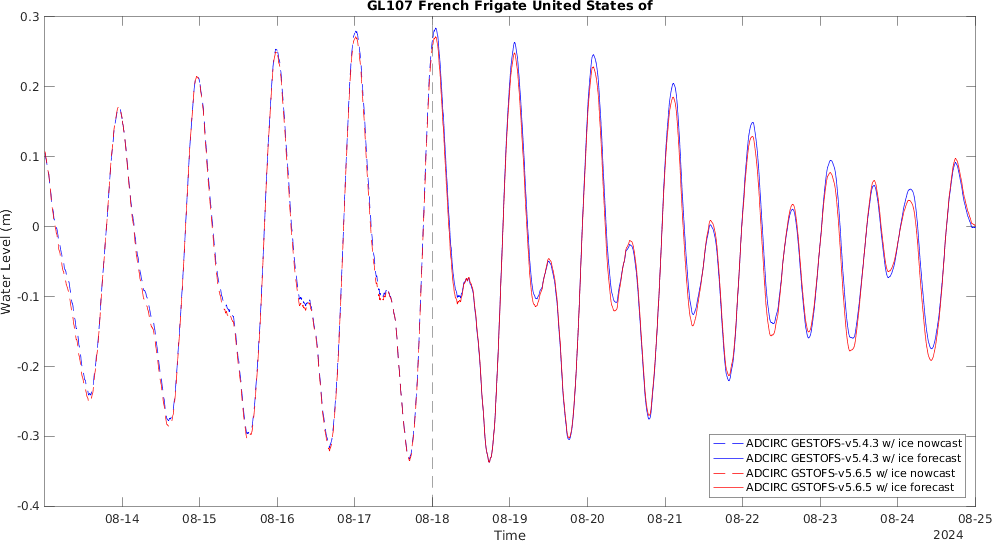 GL107 French Frigate United States of
0.3
0.2
0.1
0
-0.1
-0.2
-0.3
-0.4
Water Level (m)
08-14 08-15 08-16 08-17 08-18 08-19 08-20 08-21 08-22 08-23 08-24 08-25
Time
2024
ADCIRC GESTOFS-v5.4.3 w/ ice nowcast
ADCIRC GESTOFS-v5.4.3 w/ ice forecast
ADCIRC GSTOFS-v5.6.5 w/ ice nowcast
ADCIRC GSTOFS-v5.6.5 w/ ice forecast